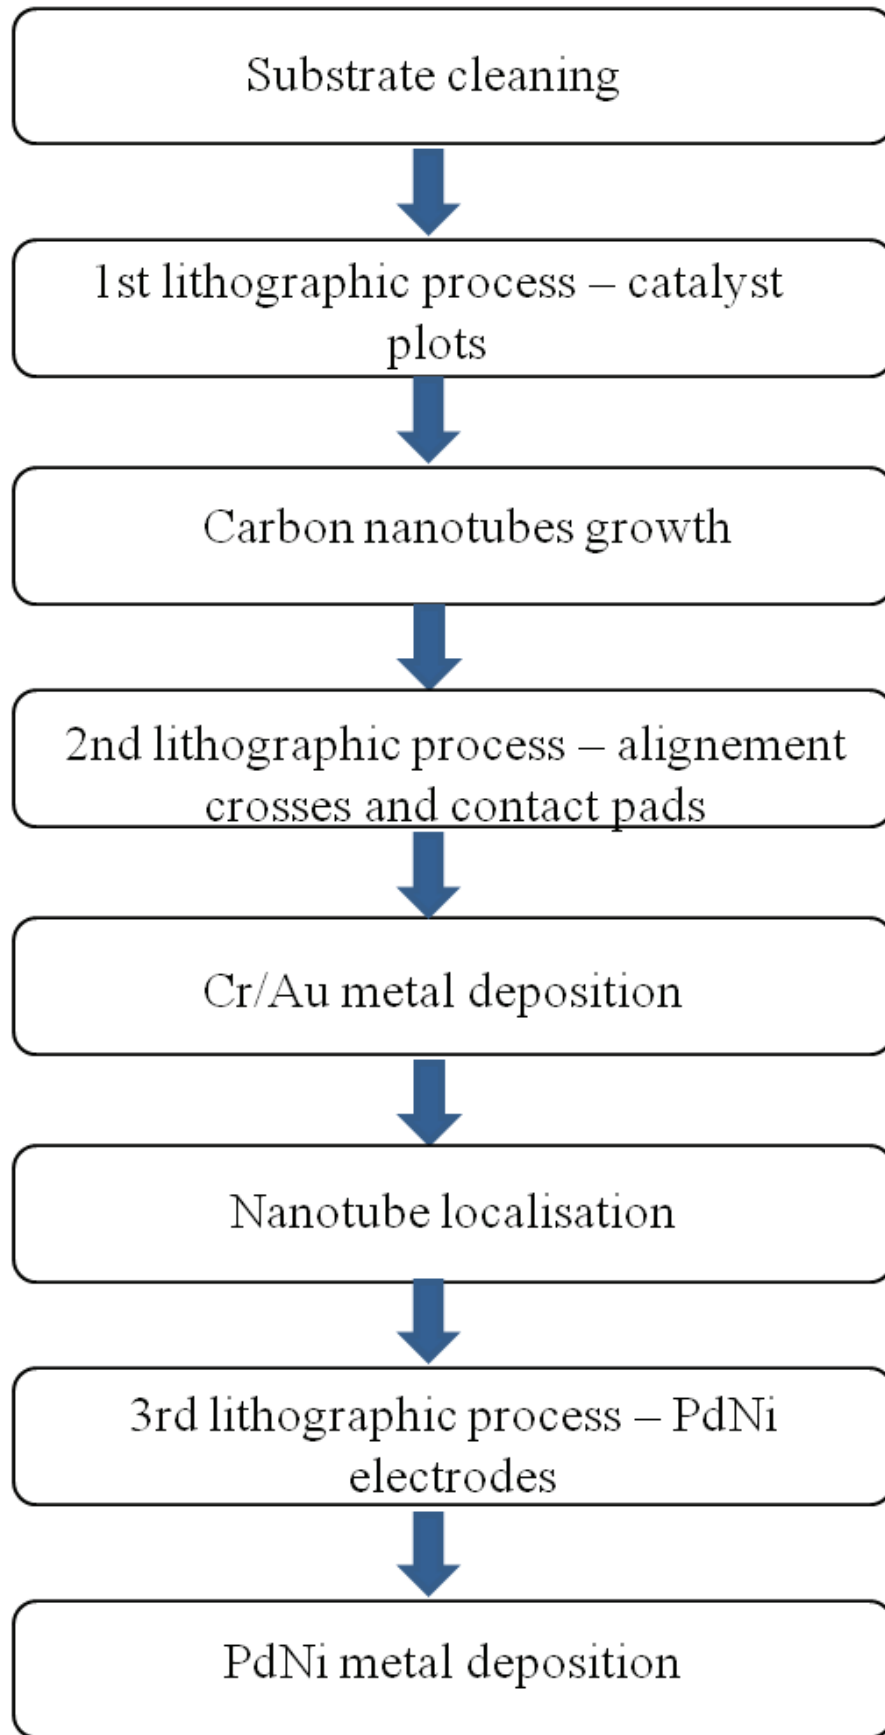 Substrate cleaning
1st lithographic process – catalyst
plots
Carbon nanotubes growth
2nd lithographic process – alignement
crosses and contact pads
Cr/Au metal deposition
Nanotube localisation
3rd lithographic process – PdNi
electrodes
PdNi metal deposition